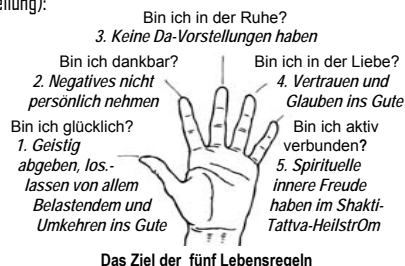 ellung):
Bin ich in der Ruhe?
3. Keine Da-Vorstellungen haben
Bin ich dankbar?
2. Negatives nicht
persönlich nehmen
Bin ich in der Liebe?
4. Vertrauen und
Glauben ins Gute
Bin ich glücklich?
1. Geistig
abgeben, los.-
lassen von allem
Belastendem und
Umkehren ins Gute
Bin ich aktiv
verbunden?
5. Spirituelle
innere Freude
haben im Shakti-
Tattva-HeilstrOm
Das Ziel der fünf Lebensregeln